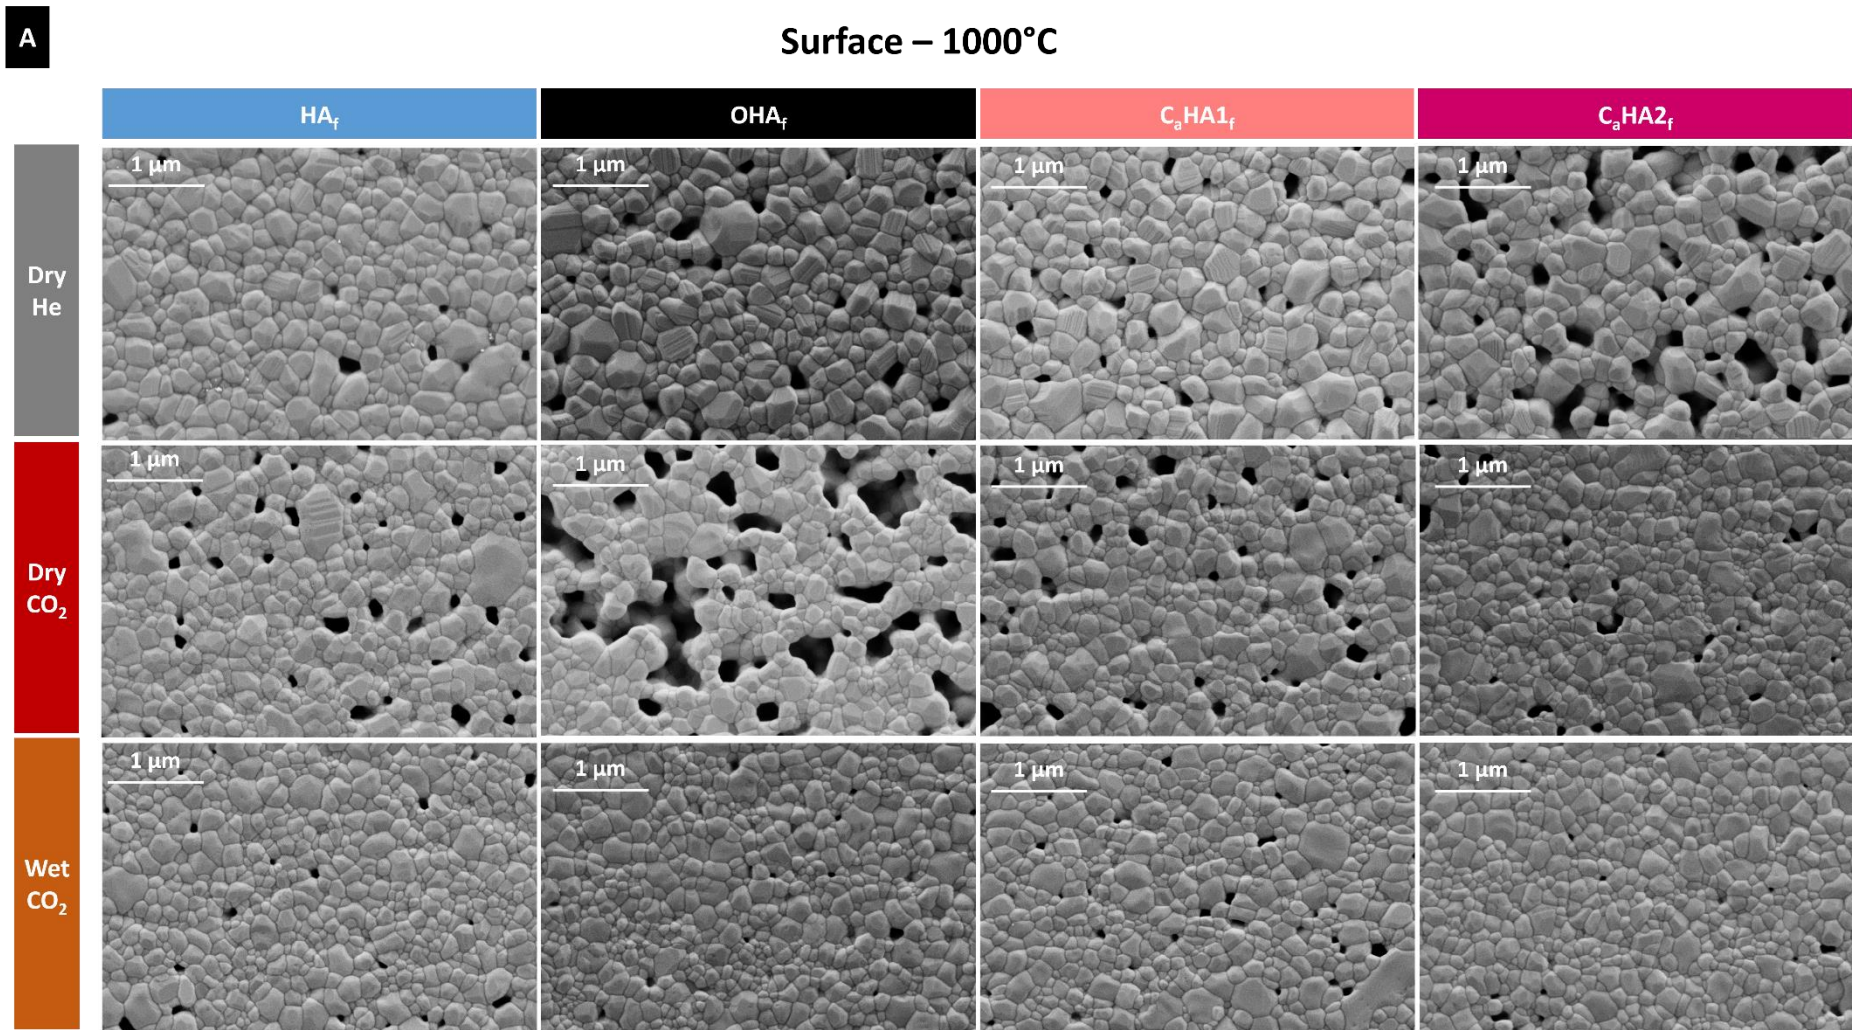 A
Surface – 1000°C
HAf
OHAf
CaHA1f
CaHA2f
Dry
He
1 µm
1 µm
1 µm
1 µm
Dry
CO2
1 µm
1 µm
1 µm
1 µm
Wet
CO2
1 µm
1 µm
1 µm
1 µm